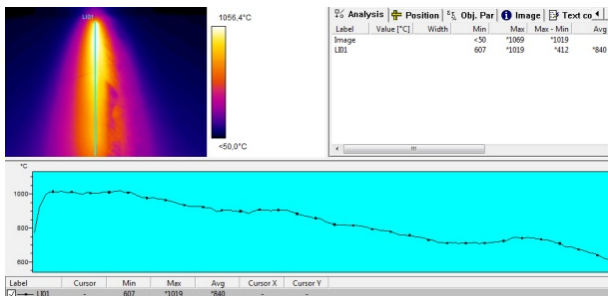 LI01
1056,4°C
<50,0°C
Analysis Position Obj. Par Image Text co
Label Value [°C] Width Min Max Max - Min Avg
Image <50 *1069 *1019
LI01 607 *1019 *412 *840
°C
1000
800
600
Label Cursor Min Max Avg Cursor X Cursor Y
LI01 - 607 *1019 *840 - -